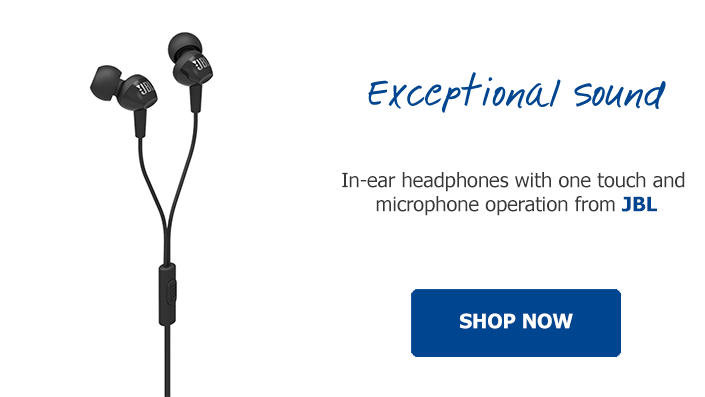 JBL
JBL
Exceptional sound
In-ear headphones with one touch and
microphone operation from JBL
SHOP NOW